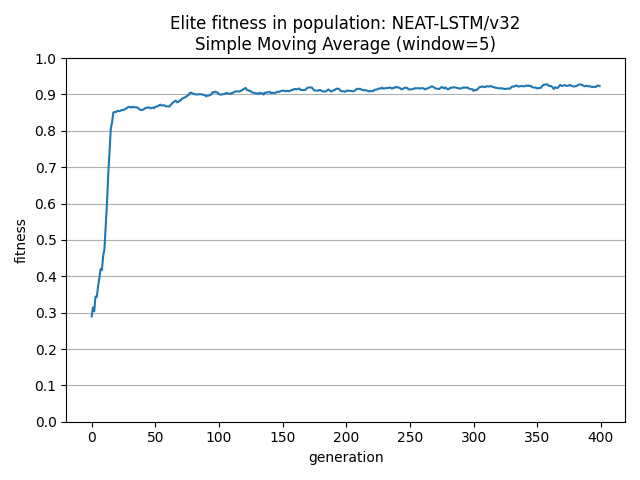 Elite fitness in population: NEAT-LSTM/v32
Simple Moving Average (window=5)
1.0
0.9
0.8
0.7
0.6
0.5
0.4
0.3
0.2
0.1
0.0
fitness
0 50 100 150 200 250 300 350 400
generation